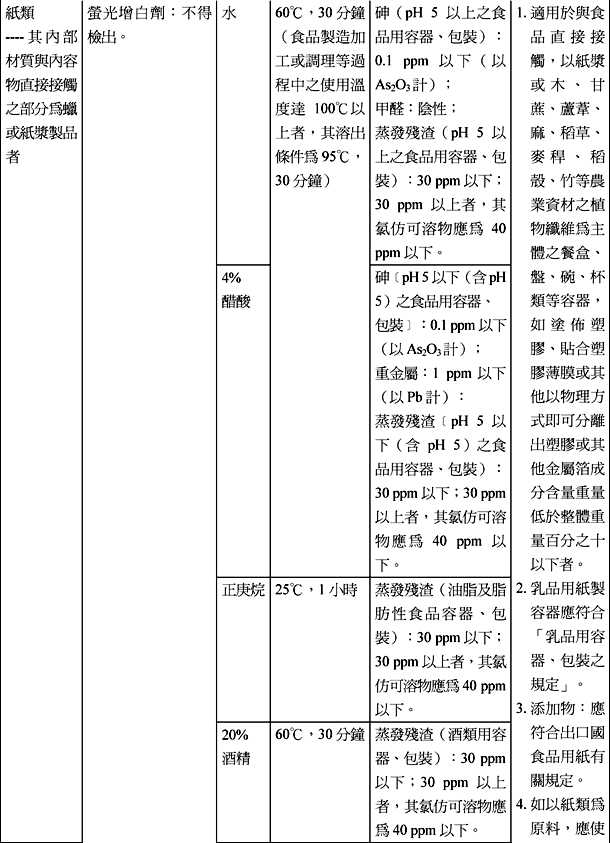 紙類
---- 其內部
材質與內容
物直接接觸
之部分爲蠟
或紙漿製品
者
螢光增白劑：不得
檢出。
水
60℃，30 分鐘
（食品製造加
工或調理等過
程中之使用溫
度達 100℃以
上者，其溶出
條件爲 95℃，
30 分鐘）
砷（pH 5 以上之食
品用容器、包裝）：
0.1 ppm 以下（以
As₂O₃計）；
甲醛：陰性；
蒸發殘渣（pH 5 以
上之食品用容器、包
裝）：30 ppm 以下；
30 ppm 以上者，其
氯仿可溶物應爲 40
ppm 以下。
4%
醋酸
砷〔pH 5 以下（含 pH
5）之食品用容器、
包裝〕：0.1 ppm 以下
（以 As₂O₃計）；
重金屬：1 ppm 以下
（以 Pb 計）：
蒸發殘渣〔pH 5 以
下（含 pH 5）之食
品用容器、包裝）：
30 ppm 以下；30 ppm
以上者，其氯仿可溶
物應爲 40 ppm 以
下。
正庚烷
25℃，1 小時
蒸發殘渣（油脂及脂
肪性食品容器、包
裝）：30 ppm 以下；
30 ppm 以上者，其氯
仿可溶物應爲 40 ppm
以下。
20%
酒精
60℃，30 分鐘
蒸發殘渣（酒類用容
器、包裝）：30 ppm
以下；30 ppm 以上
者，其氯仿可溶物應
爲 40 ppm 以下。
1. 適用於與食
品直接接
觸，以紙漿
或木、甘
蔗、蘆葦、
麻、稻草、
麥稈、稻
殼、竹等農
業資材之植
物纖維爲主
體之餐盒、
盤、碗、杯
類等容器，
如塗佈塑
膠、貼合塑
膠薄膜或其
他以物理方
式即可分離
出塑膠或其
他金屬箔成
分含量重量
低於整體重
量百分之十
以下者。
2. 乳品用紙製
容器應符合
「乳品用容
器、包裝之
規定」。
3. 添加物：應
符合出口國
食品用紙有
關規定。
4. 如以紙類爲
原料，應使